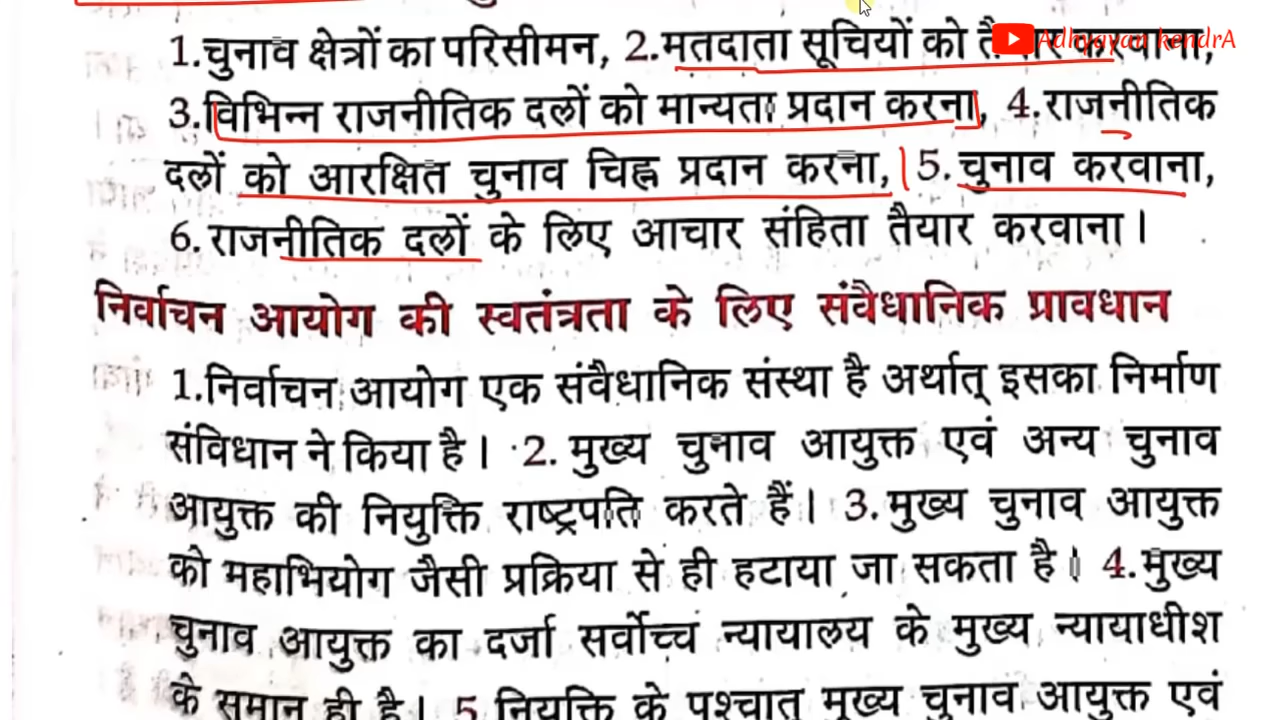 1.चुनाव क्षेत्रों का परिसीमन, 2.मतदाता सूचियों को तैयार करवाना,
Adhyayan kendrA
3.विभिन्न राजनीतिक दलों को मान्यता प्रदान करना, 4.राजनीतिक
दलों को आरक्षित चुनाव चिह्न प्रदान करना, 5. चुनाव करवाना,
6. राजनीतिक दलों के लिए आचार संहिता तैयार करवाना।
निर्वाचन आयोग की स्वतंत्रता के लिए संवैधानिक प्रावधान
1.निर्वाचन आयोग एक संवैधानिक संस्था है अर्थात् इसका निर्माण
संविधान ने किया है। 2. मुख्य चुनाव आयुक्त एवं अन्य चुनाव
आयुक्त की नियुक्ति राष्ट्रपति करते हैं। 3. मुख्य चुनाव आयुक्त
को महाभियोग जैसी प्रक्रिया से ही हटाया जा सकता है। 4.मुख्य
चुनाव आयुक्त का दर्जा सर्वोच्च न्यायालय के मुख्य न्यायाधीश
के समान ही है। 5. नियुक्ति के पश्चात् मुख्य चुनाव आयुक्त एवं